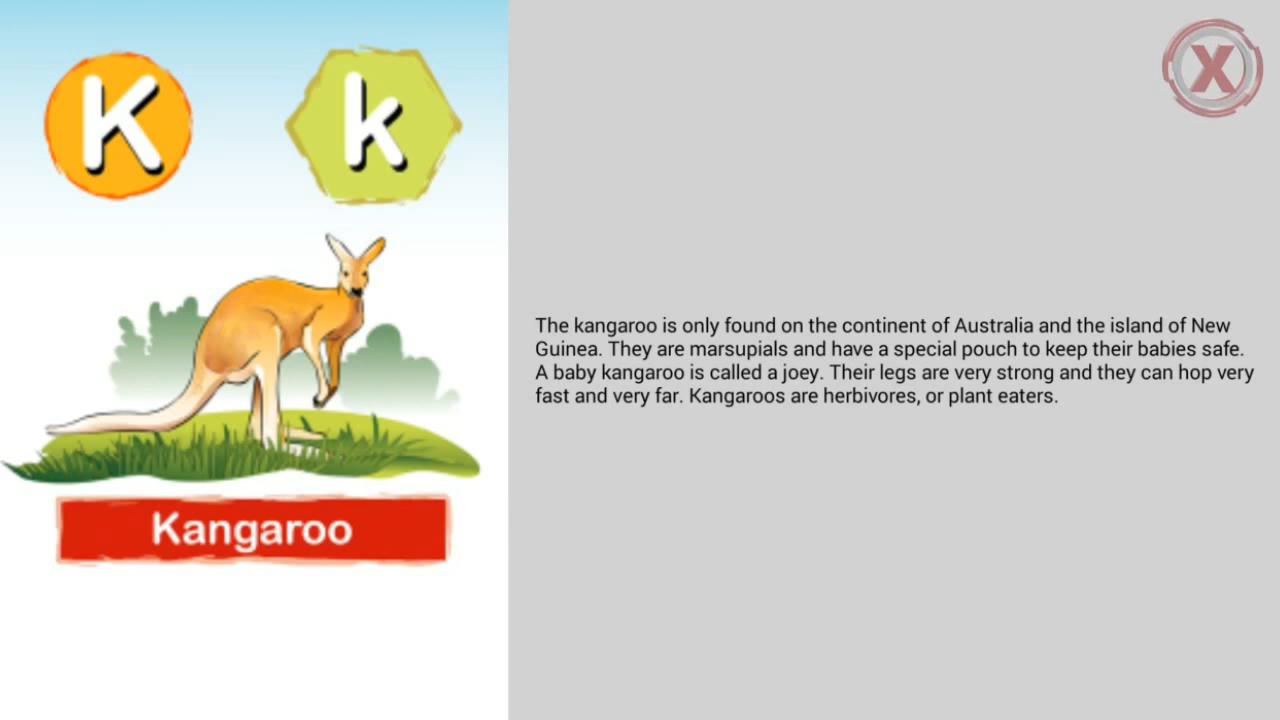 K k
Kangaroo
X
The kangaroo is only found on the continent of Australia and the island of New
Guinea. They are marsupials and have a special pouch to keep their babies safe.
A baby kangaroo is called a joey. Their legs are very strong and they can hop very
fast and very far. Kangaroos are herbivores, or plant eaters.